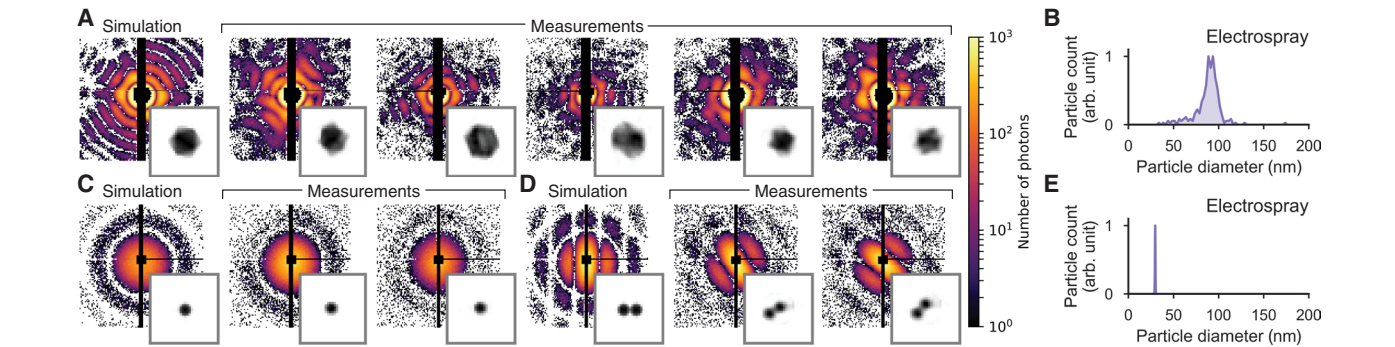 A
Simulation
Measurements
10³
10²
10¹
10⁰
Number of photons
B
Electrospray
Particle count
(arb. unit)
1
0
0 50 100 150 200
Particle diameter (nm)
C
Simulation
Measurements
D
Simulation
Measurements
E
Electrospray
Particle count
(arb. unit)
1
0
0 50 100 150 200
Particle diameter (nm)